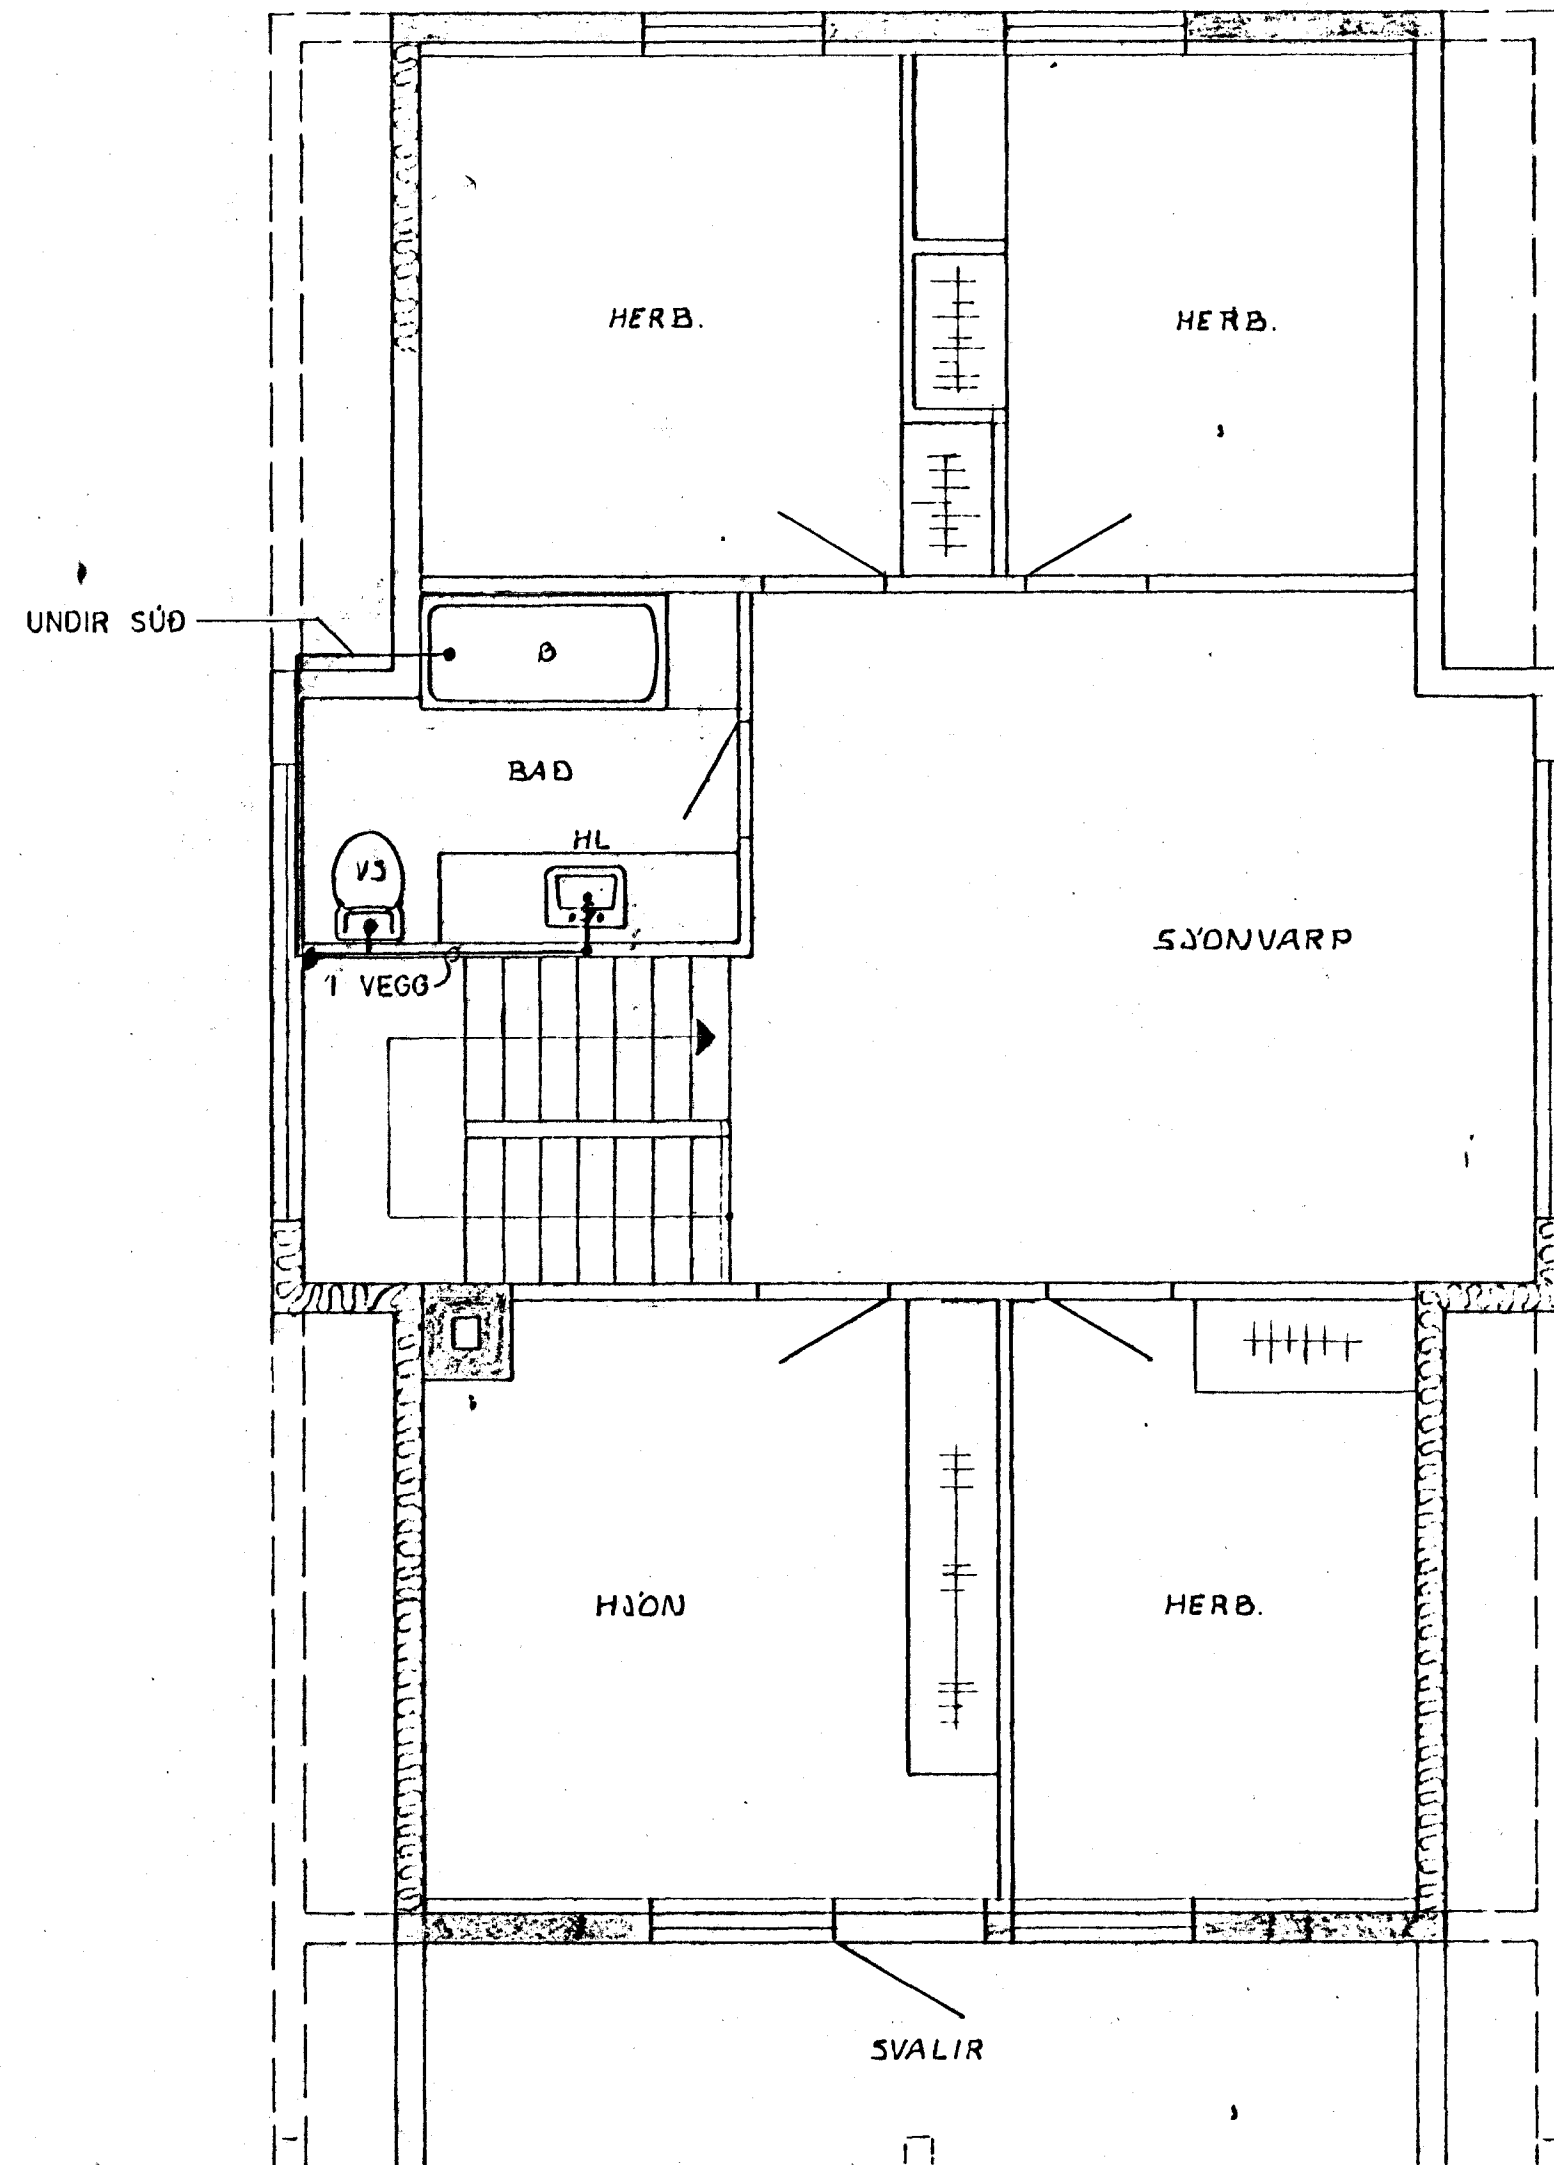 HERB.
HERB.
UNDIR SÚÐ
B
BAÐ
HL
VS
SJÓNVARP
Í VEGG
HJÓN
HERB.
SVALIR